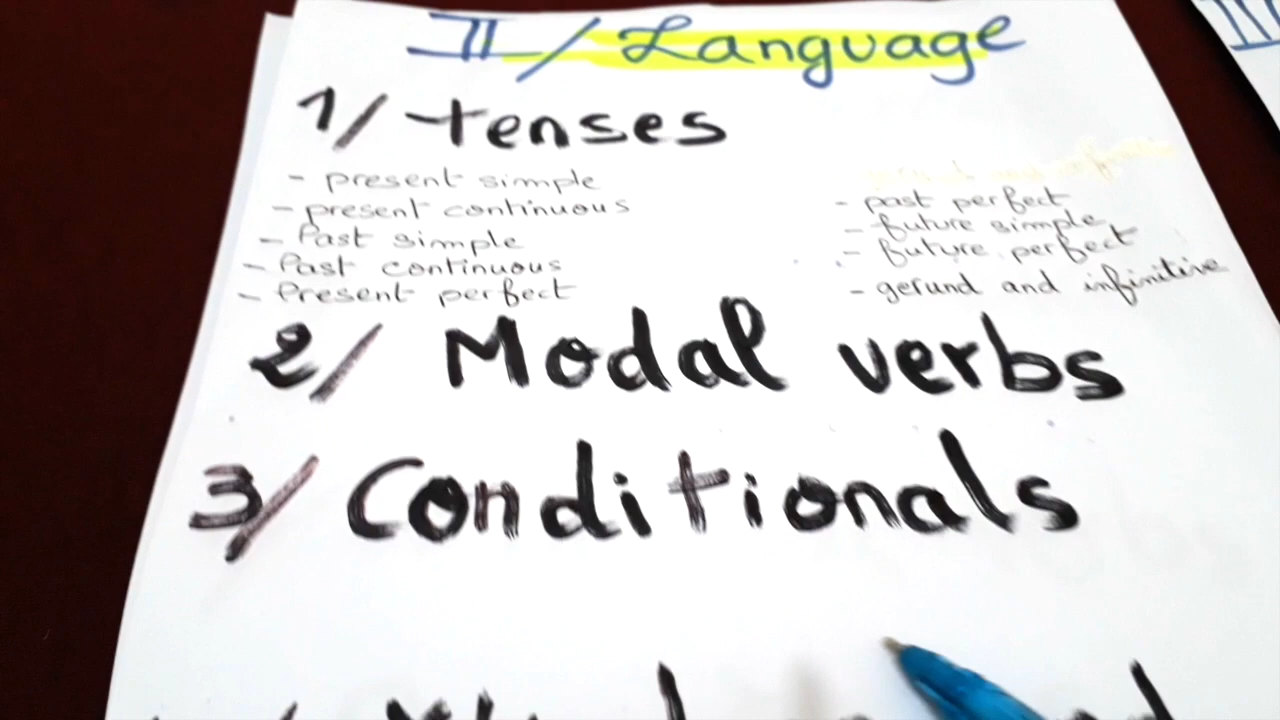 II/ Language
1/ tenses
- present simple
- present continuous
- Past simple
- Past continuous
- Present perfect
- past perfect
- future simple
- future perfect
- gerund and infinitive
2/ Modal verbs
3/ Conditionals